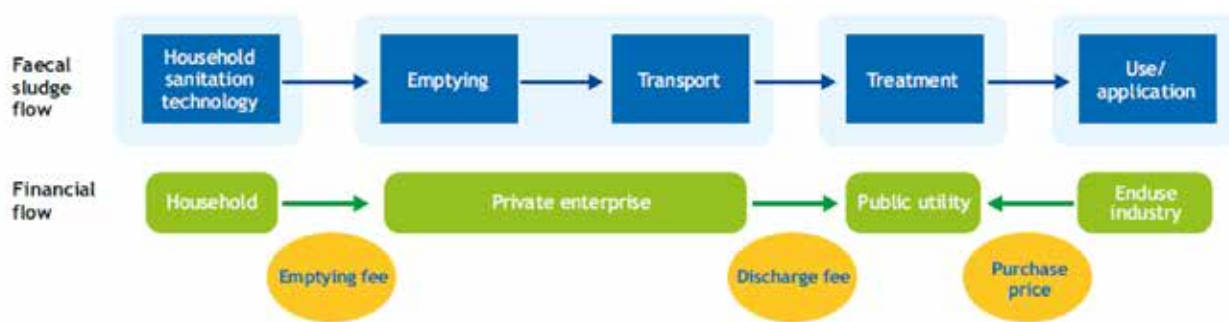 Faecal
sludge
flow
Household
sanitation
technology
Emptying
Transport
Treatment
Use/
application
Financial
flow
Household
Private enterprise
Public utility
Enduse
industry
Emptying fee
Discharge fee
Purchase
price